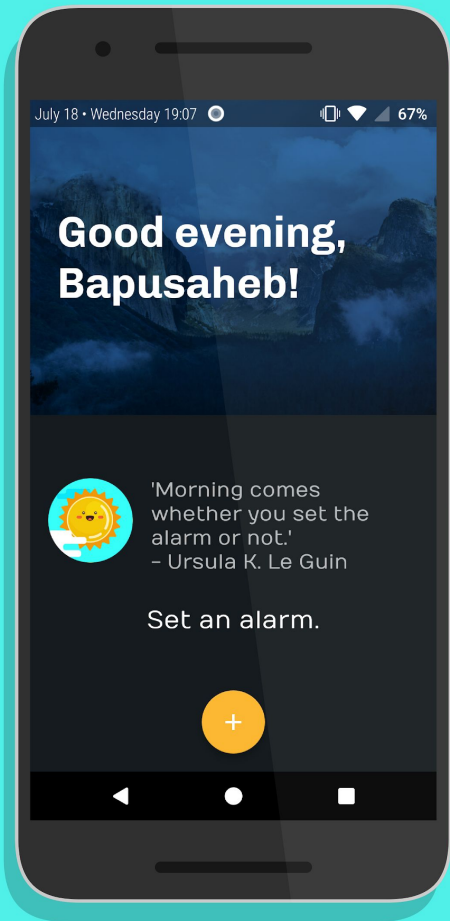 July 18 • Wednesday 19:07
67%
Good evening,
Bapusaheb!
'Morning comes
whether you set the
alarm or not.'
– Ursula K. Le Guin
Set an alarm.
+